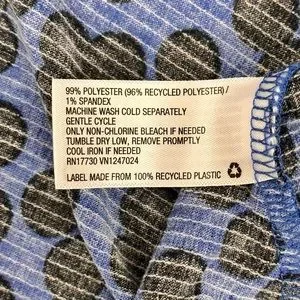 99% POLYESTER (96% RECYCLED POLYESTER)/
1% SPANDEX
MACHINE WASH COLD SEPARATELY
GENTLE CYCLE
ONLY NON-CHLORINE BLEACH IF NEEDED
TUMBLE DRY LOW, REMOVE PROMPTLY
COOL IRON IF NEEDED
RN17730 VN1247024
LABEL MADE FROM 100% RECYCLED PLASTIC